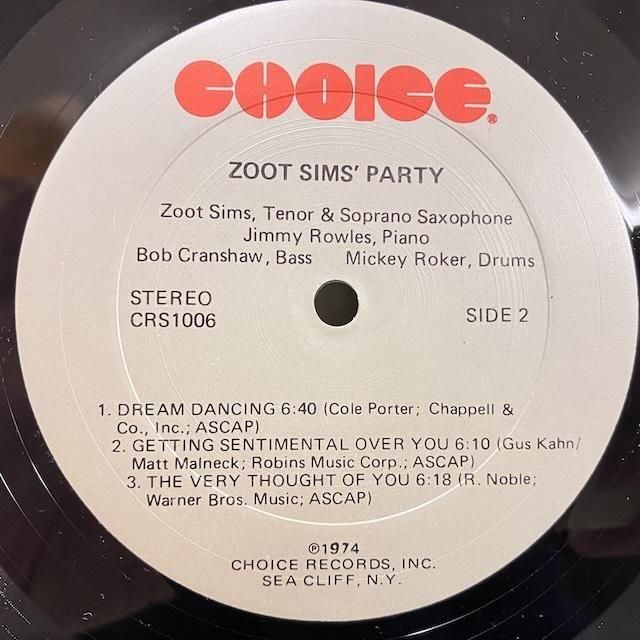 CHOICE®
ZOOT SIMS' PARTY
Zoot Sims, Tenor & Soprano Saxophone
Jimmy Rowles, Piano
Bob Cranshaw, Bass Mickey Roker, Drums
STEREO
CRS1006
SIDE 2
1. DREAM DANCING 6:40 (Cole Porter; Chappell &
Co., Inc.; ASCAP)
2. GETTING SENTIMENTAL OVER YOU 6:10 (Gus Kahn/
Matt Malneck; Robins Music Corp.; ASCAP)
3. THE VERY THOUGHT OF YOU 6:18 (R. Noble;
Warner Bros. Music; ASCAP)
℗1974
CHOICE RECORDS, INC.
SEA CLIFF, N.Y.